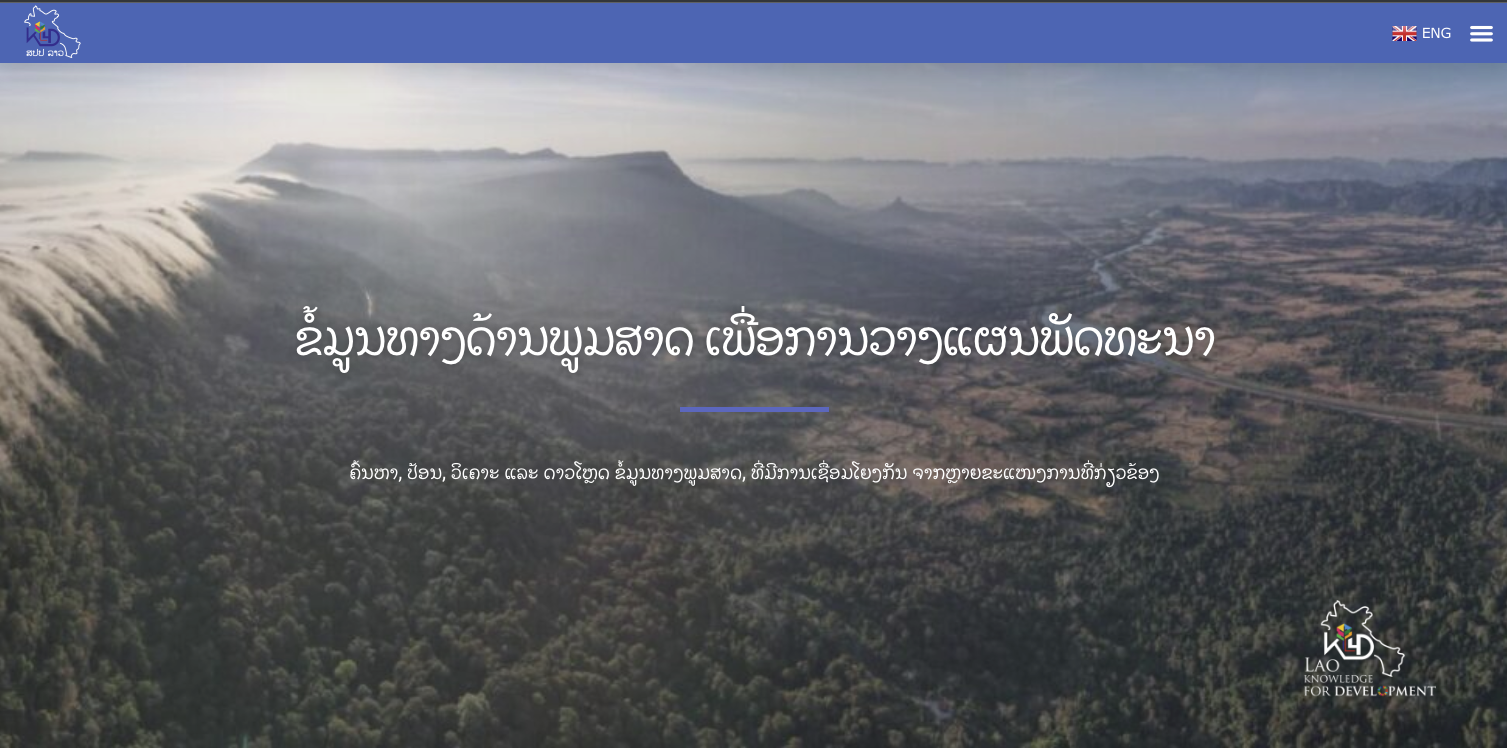 K4D
ສປປ ລາວ
ENG
ຂໍ້ມູນທາງດ້ານພູມສາດ ເພື່ອການວາງແຜນພັດທະນາ
ຄົ້ນຫາ, ປ້ອນ, ວິເຄາະ ແລະ ດາວໂຫຼດ ຂໍ້ມູນທາງພູມສາດ, ທີ່ມີການເຊື່ອມໂຍງກັນ ຈາກຫຼາຍຂະແໜງການທີ່ກ່ຽວຂ້ອງ
K4D
LAO
KNOWLEDGE
FOR DEVELOPMENT